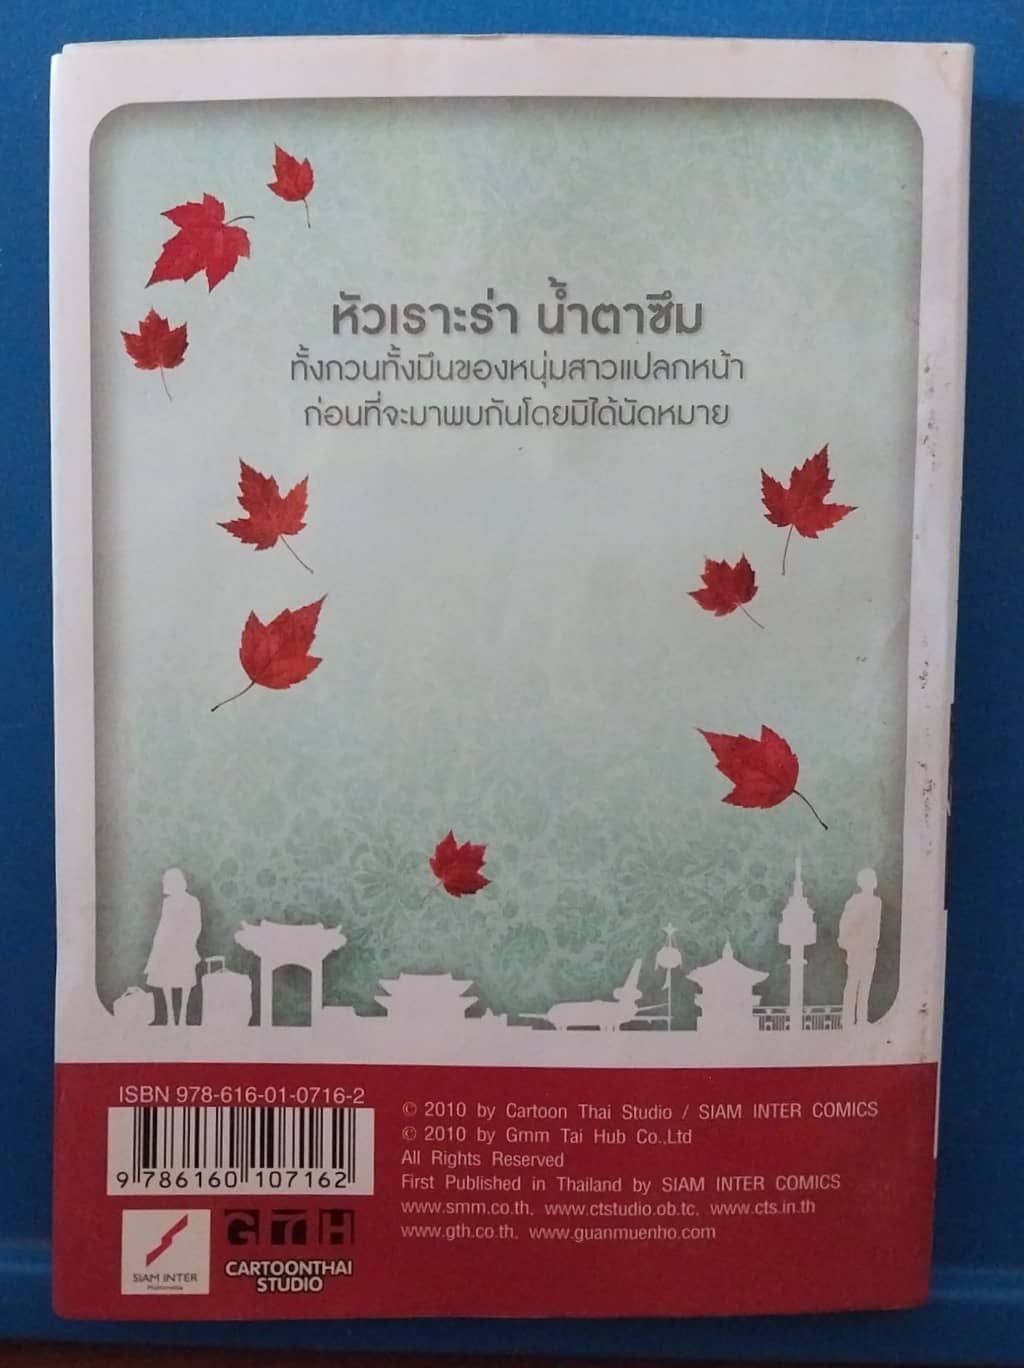 หัวเราะร่า น้ำตาซึม
ทั้งกวนทั้งมึนของหนุ่มสาวแปลกหน้า
ก่อนที่จะมาพบกันโดยมิได้นัดหมาย
ISBN 978-616-01-0716-2
9 786160 107162
SIAM INTER
Multimedia
GTH
CARTOONTHAI
STUDIO
© 2010 by Cartoon Thai Studio / SIAM INTER COMICS
© 2010 by Gmm Tai Hub Co.,Ltd
All Rights Reserved
First Published in Thailand by SIAM INTER COMICS
www.smm.co.th, www.ctstudio.ob.tc, www.cts.in.th
www.gth.co.th, www.guanmuenho.com